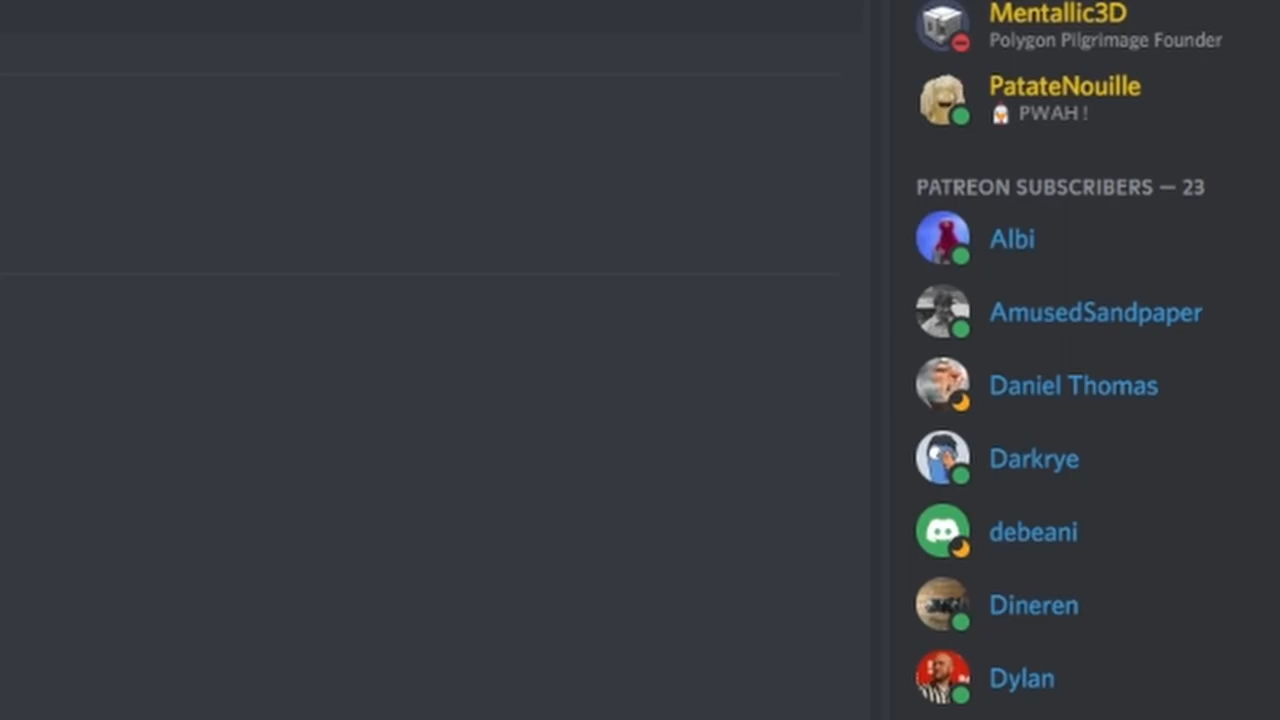 Mentallic3D
Polygon Pilgrimage Founder
PatateNouille
PWAH !
PATREON SUBSCRIBERS — 23
Albi
AmusedSandpaper
Daniel Thomas
Darkrye
debeani
Dineren
Dylan